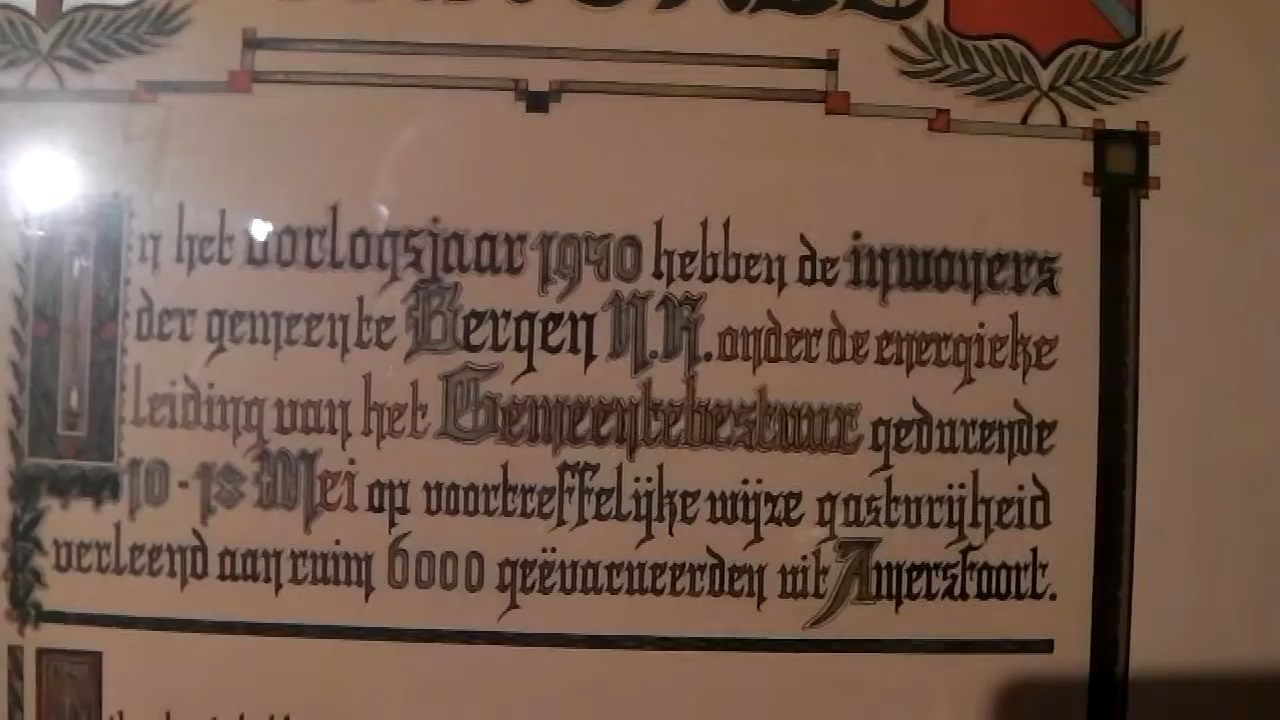 In het oorlogsjaar 1940 hebben de inwoners
der gemeente Bergen N.H. onder de energieke
leiding van het Gemeentebestuur gedurende
10-18 Mei op voortreffelijke wijze gastvrijheid
verleend aan ruim 6000 geëvacueerden uit Amersfoort.